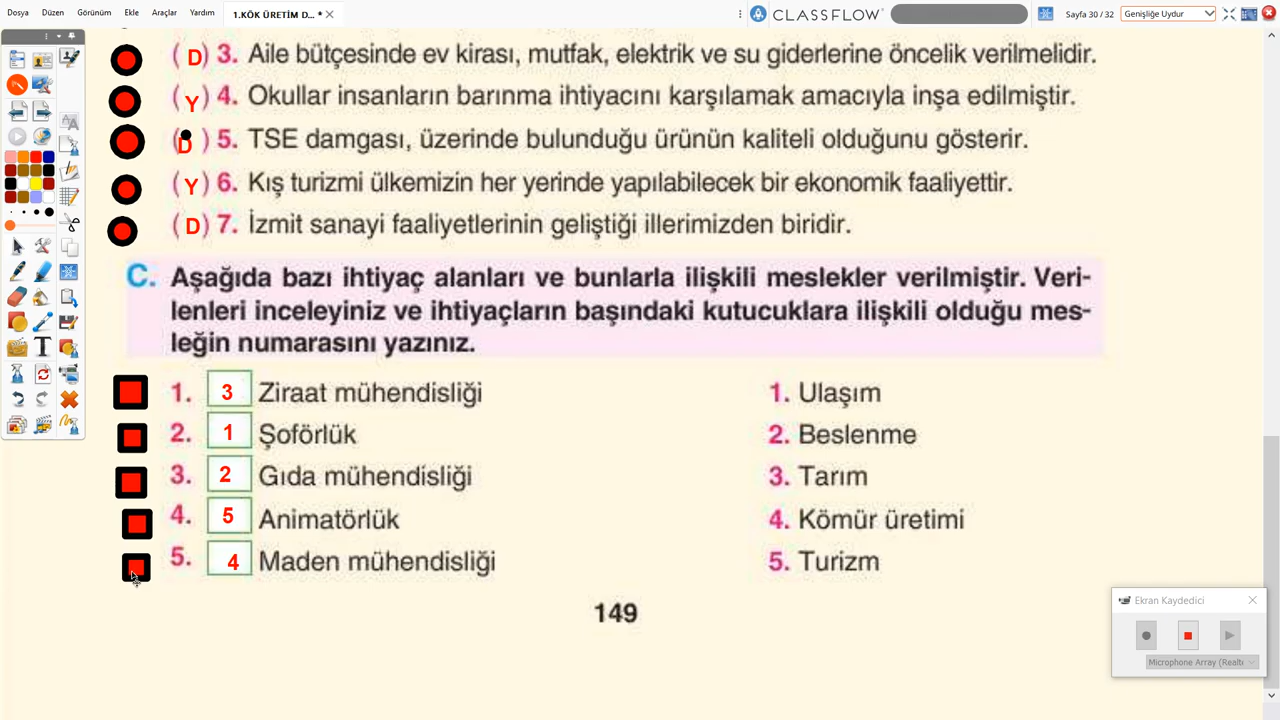 Dosya Düzen Görünüm Ekle Araçlar Yardım 1.KÖK ÜRETİM D... * CLASSFLOW Sayfa 30 / 32 Genişliğe Uydur
( D ) 3. Aile bütçesinde ev kirası, mutfak, elektrik ve su giderlerine öncelik verilmelidir.
( Y ) 4. Okullar insanların barınma ihtiyacını karşılamak amacıyla inşa edilmiştir.
( D ) 5. TSE damgası, üzerinde bulunduğu ürünün kaliteli olduğunu gösterir.
( Y ) 6. Kış turizmi ülkemizin her yerinde yapılabilecek bir ekonomik faaliyettir.
( D ) 7. İzmit sanayi faaliyetlerinin geliştiği illerimizden biridir.
C. Aşağıda bazı ihtiyaç alanları ve bunlarla ilişkili meslekler verilmiştir. Veri-
lenleri inceleyiniz ve ihtiyaçların başındaki kutucuklara ilişkili olduğu mes-
leğin numarasını yazınız.
1. 3 Ziraat mühendisliği 1. Ulaşım
2. 1 Şoförlük 2. Beslenme
3. 2 Gıda mühendisliği 3. Tarım
4. 5 Animatörlük 4. Kömür üretimi
5. 4 Maden mühendisliği 5. Turizm
149
Ekran Kaydedici
Microphone Array (Realt